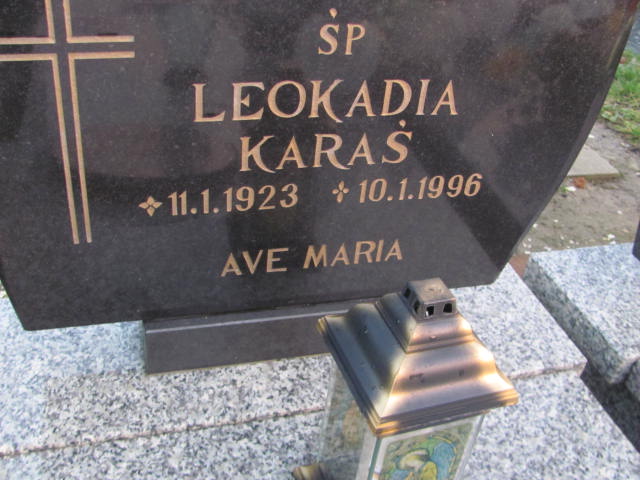 ŚP
LEOKADIA
KARAŚ
11.1.1923 10.1.1996
AVE MARIA